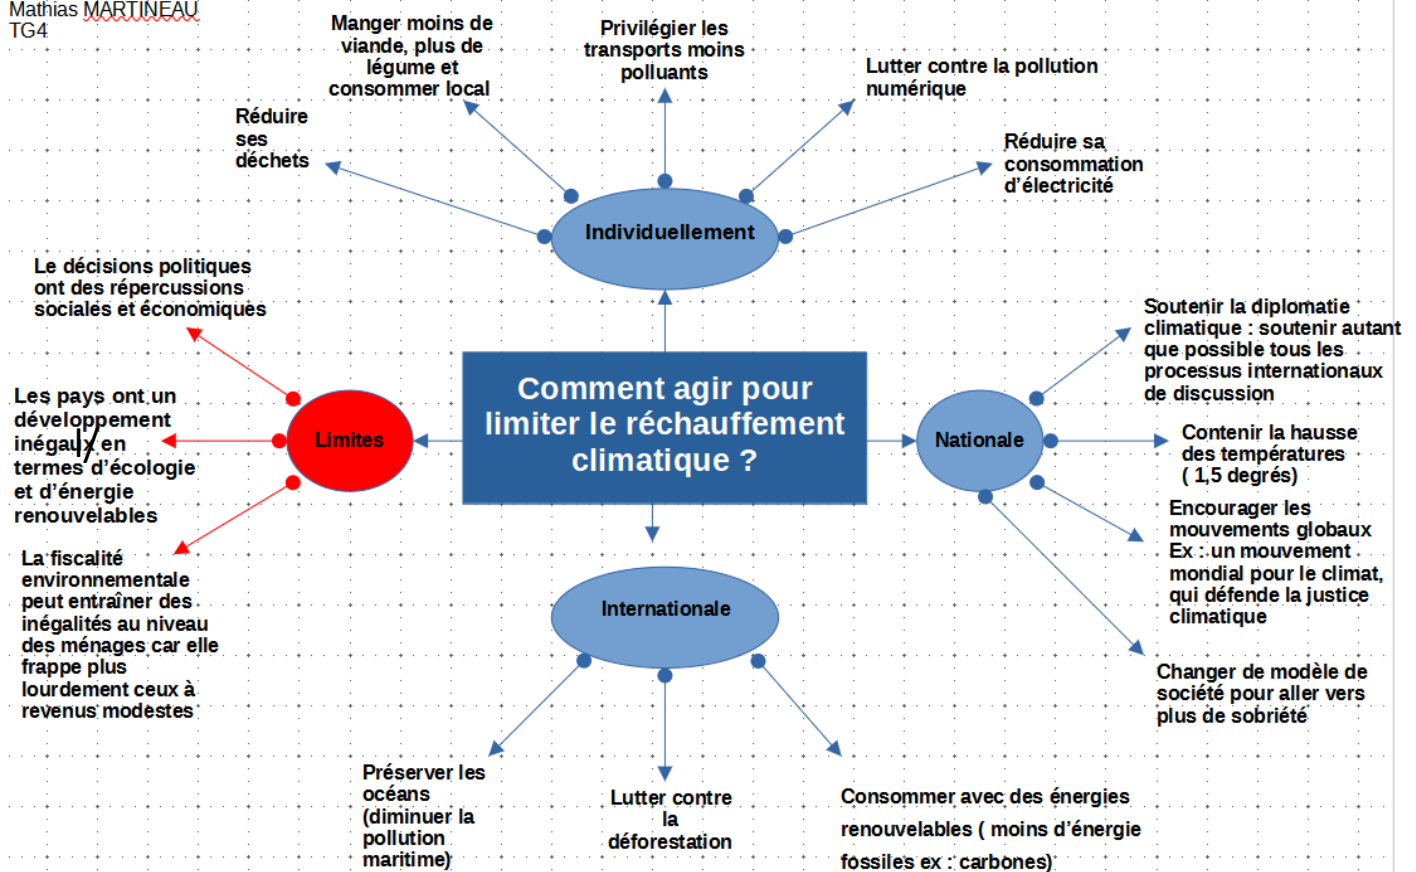 Mathias MARTINEAU
TG4
Manger moins de
viande, plus de
légume et
consommer local
Privilégier les
transports moins
polluants
Lutter contre la pollution
numérique
Réduire
ses
déchets
Réduire sa
consommation
d'électricité
Individuellement
Le décisions politiques
ont des répercussions
sociales et économiques
Soutenir la diplomatie
climatique : soutenir autant
que possible tous les
processus internationaux
de discussion
Les pays ont un
développement
inégaux en
termes d'écologie
et d'énergie
renouvelables
Limites
Comment agir pour
limiter le réchauffement
climatique ?
Nationale
Contenir la hausse
des températures
( 1,5 degrés)
Encourager les
mouvements globaux
Ex : un mouvement
mondial pour le climat,
qui défende la justice
climatique
La fiscalité
environnementale
peut entraîner des
inégalités au niveau
des ménages car elle
frappe plus
lourdement ceux à
revenus modestes
Internationale
Changer de modèle de
société pour aller vers
plus de sobriété
Préserver les
océans
(diminuer la
pollution
maritime)
Lutter contre
la
déforestation
Consommer avec des énergies
renouvelables ( moins d'énergie
fossiles ex : carbones)